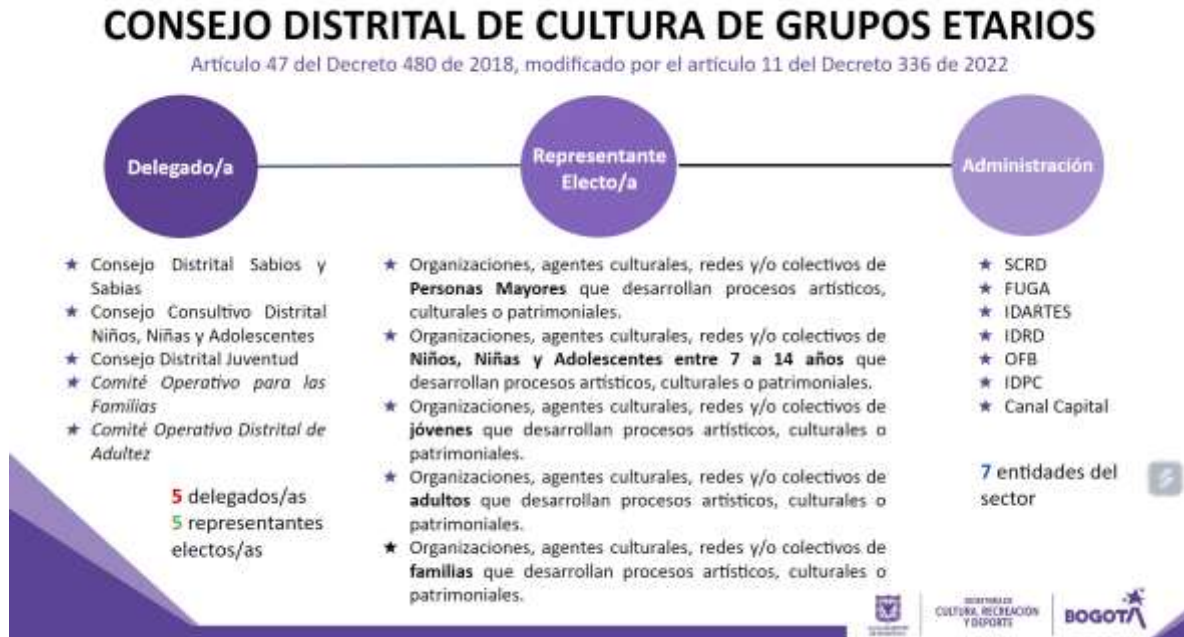 CONSEJO DISTRITAL DE CULTURA DE GRUPOS ETARIOS
Artículo 47 del Decreto 480 de 2018, modificado por el artículo 11 del Decreto 336 de 2022
Delegado/a
Representante
Electo/a
Administración
★ Consejo Distrital Sabios y
Sabias
★ Consejo Consultivo Distrital
Niños, Niñas y Adolescentes
★ Consejo Distrital Juventud
★ Comité Operativo para las
Familias
★ Comité Operativo Distrital de
Adultez
5 delegados/as
5 representantes
electos/as
★ Organizaciones, agentes culturales, redes y/o colectivos de
Personas Mayores que desarrollan procesos artísticos,
culturales o patrimoniales.
★ Organizaciones, agentes culturales, redes y/o colectivos de
Niños, Niñas y Adolescentes entre 7 a 14 años que
desarrollan procesos artísticos, culturales o patrimoniales.
★ Organizaciones, agentes culturales, redes y/o colectivos de
jóvenes que desarrollan procesos artísticos, culturales o
patrimoniales.
★ Organizaciones, agentes culturales, redes y/o colectivos de
adultos que desarrollan procesos artísticos, culturales o
patrimoniales.
★ Organizaciones, agentes culturales, redes y/o colectivos de
familias que desarrollan procesos artísticos, culturales o
patrimoniales.
★ SCRD
★ FUGA
★ IDARTES
★ IDRD
★ OFB
★ IDPC
★ Canal Capital
7 entidades del
sector
CULTURA, RECREACIÓN
Y DEPORTE
BOGOTÁ